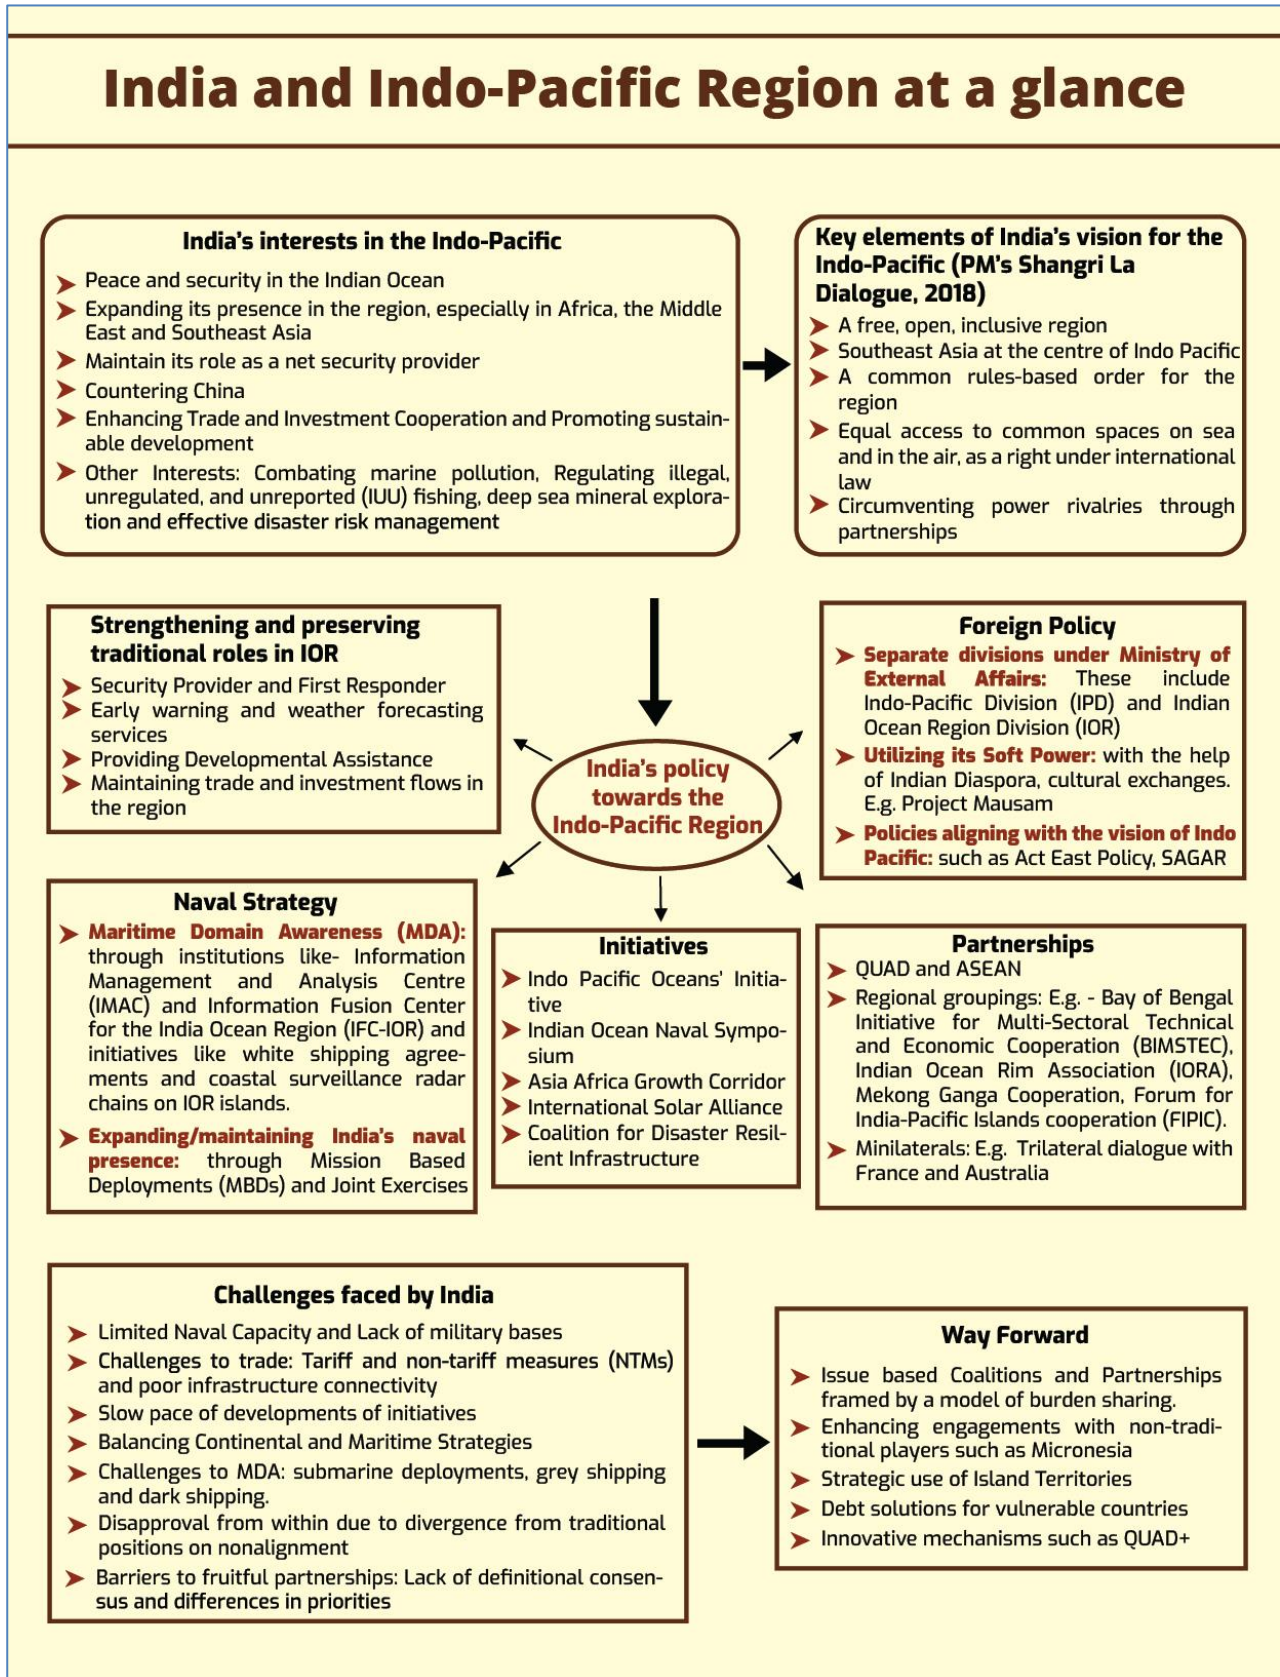 India and Indo-Pacific Region at a glance
India's interests in the Indo-Pacific
Peace and security in the Indian Ocean
Expanding its presence in the region, especially in Africa, the Middle
East and Southeast Asia
Maintain its role as a net security provider
Countering China
Enhancing Trade and Investment Cooperation and Promoting sustain-
able development
Other Interests: Combating marine pollution, Regulating illegal,
unregulated, and unreported (IUU) fishing, deep sea mineral explora-
tion and effective disaster risk management
Key elements of India's vision for the
Indo-Pacific (PM's Shangri La
Dialogue, 2018)
A free, open, inclusive region
Southeast Asia at the centre of Indo Pacific
A common rules-based order for the
region
Equal access to common spaces on sea
and in the air, as a right under international
law
Circumventing power rivalries through
partnerships
Strengthening and preserving
traditional roles in IOR
Security Provider and First Responder
Early warning and weather forecasting
services
Providing Developmental Assistance
Maintaining trade and investment flows in
the region
India's policy
towards the
Indo-Pacific Region
Foreign Policy
Separate divisions under Ministry of
External Affairs: These include
Indo-Pacific Division (IPD) and Indian
Ocean Region Division (IOR)
Utilizing its Soft Power: with the help
of Indian Diaspora, cultural exchanges.
E.g. Project Mausam
Policies aligning with the vision of Indo
Pacific: such as Act East Policy, SAGAR
Naval Strategy
Maritime Domain Awareness (MDA):
through institutions like- Information
Management and Analysis Centre
(IMAC) and Information Fusion Center
for the India Ocean Region (IFC-IOR) and
initiatives like white shipping agree-
ments and coastal surveillance radar
chains on IOR islands.
Expanding/maintaining India's naval
presence: through Mission Based
Deployments (MBDs) and Joint Exercises
Initiatives
Indo Pacific Oceans' Initia-
tive
Indian Ocean Naval Sympo-
sium
Asia Africa Growth Corridor
International Solar Alliance
Coalition for Disaster Resil-
ient Infrastructure
Partnerships
QUAD and ASEAN
Regional groupings: E.g. - Bay of Bengal
Initiative for Multi-Sectoral Technical
and Economic Cooperation (BIMSTEC),
Indian Ocean Rim Association (IORA),
Mekong Ganga Cooperation, Forum for
India-Pacific Islands cooperation (FIPIC).
Minilaterals: E.g. Trilateral dialogue with
France and Australia
Challenges faced by India
Limited Naval Capacity and Lack of military bases
Challenges to trade: Tariff and non-tariff measures (NTMs)
and poor infrastructure connectivity
Slow pace of developments of initiatives
Balancing Continental and Maritime Strategies
Challenges to MDA: submarine deployments, grey shipping
and dark shipping.
Disapproval from within due to divergence from traditional
positions on nonalignment
Barriers to fruitful partnerships: Lack of definitional consen-
sus and differences in priorities
Way Forward
Issue based Coalitions and Partnerships
framed by a model of burden sharing.
Enhancing engagements with non-tradi-
tional players such as Micronesia
Strategic use of Island Territories
Debt solutions for vulnerable countries
Innovative mechanisms such as QUAD+